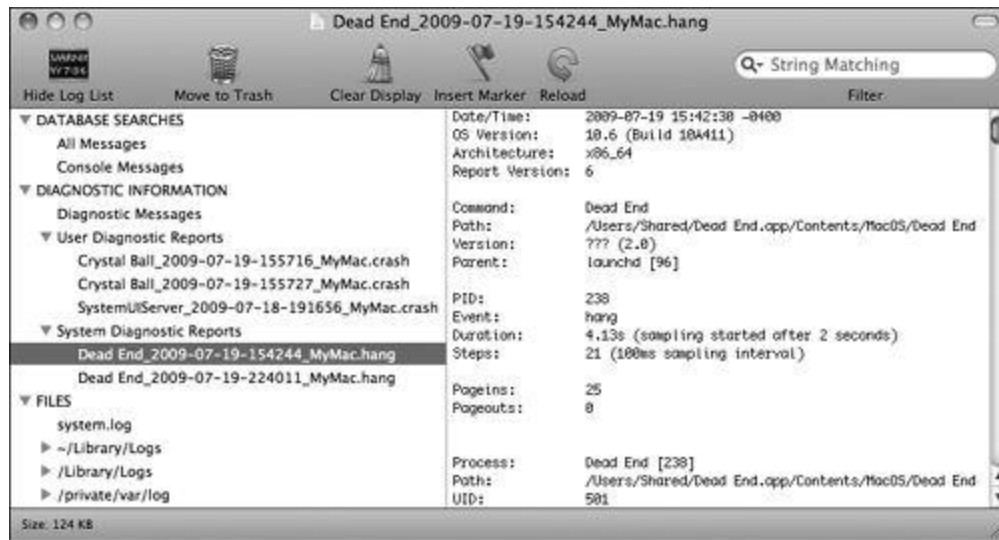 Dead End_2009-07-19-154244_MyMac.hang
String Matching
Hide Log List Move to Trash Clear Display Insert Marker Reload Filter
DATABASE SEARCHES
All Messages
Console Messages
DIAGNOSTIC INFORMATION
Diagnostic Messages
User Diagnostic Reports
Crystal Ball_2009-07-19-155716_MyMac.crash
Crystal Ball_2009-07-19-155727_MyMac.crash
SystemUIServer_2009-07-18-191656_MyMac.crash
System Diagnostic Reports
Dead End_2009-07-19-154244_MyMac.hang
Dead End_2009-07-19-224011_MyMac.hang
FILES
system.log
~/Library/Logs
/Library/Logs
/private/var/log
Date/Time: 2009-07-19 15:42:30 -0400
OS Version: 10.6 (Build 10A411)
Architecture: x86_64
Report Version: 6
Command: Dead End
Path: /Users/Shared/Dead End.app/Contents/MacOS/Dead End
Version: ??? (2.0)
Parent: launchd [96]
PID: 238
Event: hang
Duration: 4.13s (sampling started after 2 seconds)
Steps: 21 (100ms sampling interval)
Pageins: 25
Pageouts: 0
Process: Dead End [238]
Path: /Users/Shared/Dead End.app/Contents/MacOS/Dead End
UID: 501
Size: 124 KB